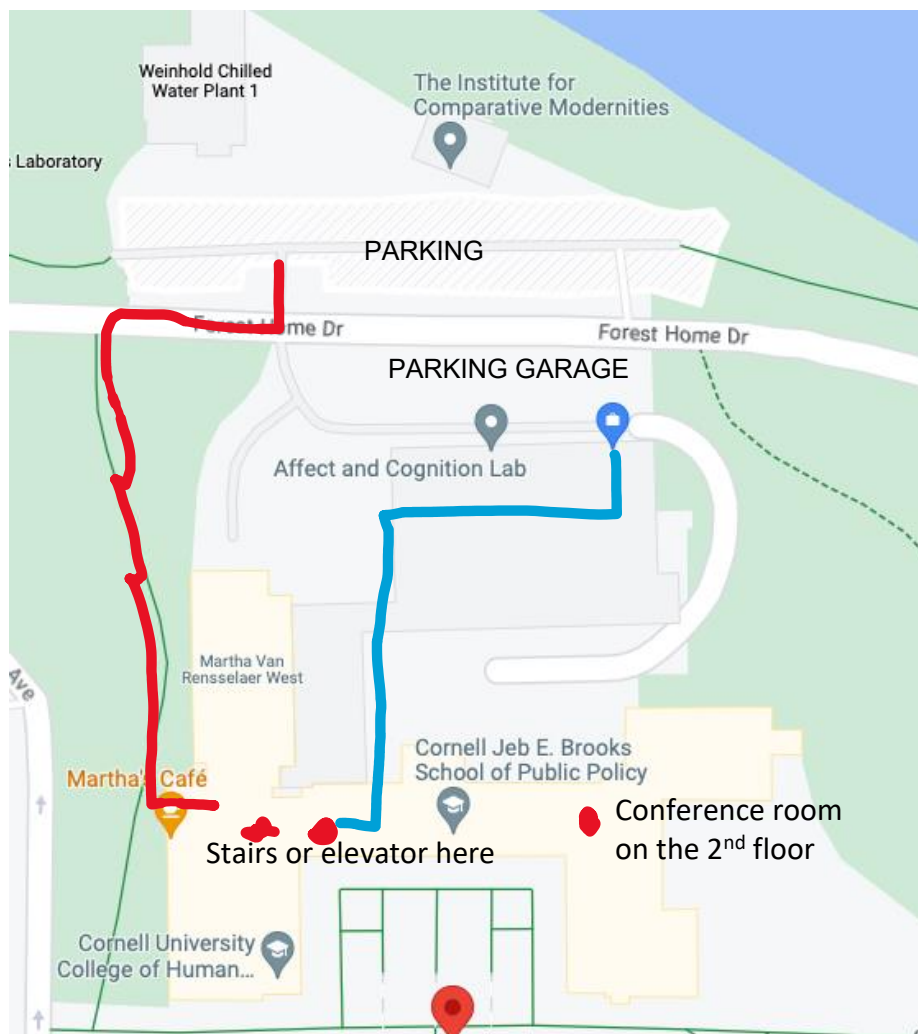 Weinhold Chilled
Water Plant 1
The Institute for
Comparative Modernities
s Laboratory
PARKING
Forest Home Dr
Forest Home Dr
PARKING GARAGE
Affect and Cognition Lab
Martha Van
Rensselaer West
Ave
Cornell Jeb E. Brooks
School of Public Policy
Martha's Café
Conference room
on the 2nd floor
Stairs or elevator here
Cornell University
College of Human...